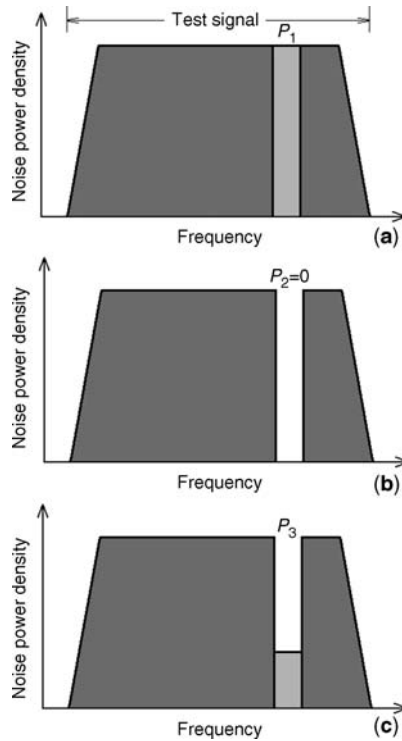 Test signal
P1
Noise power density
Frequency
(a)
P2=0
Noise power density
Frequency
(b)
P3
Noise power density
Frequency
(c)